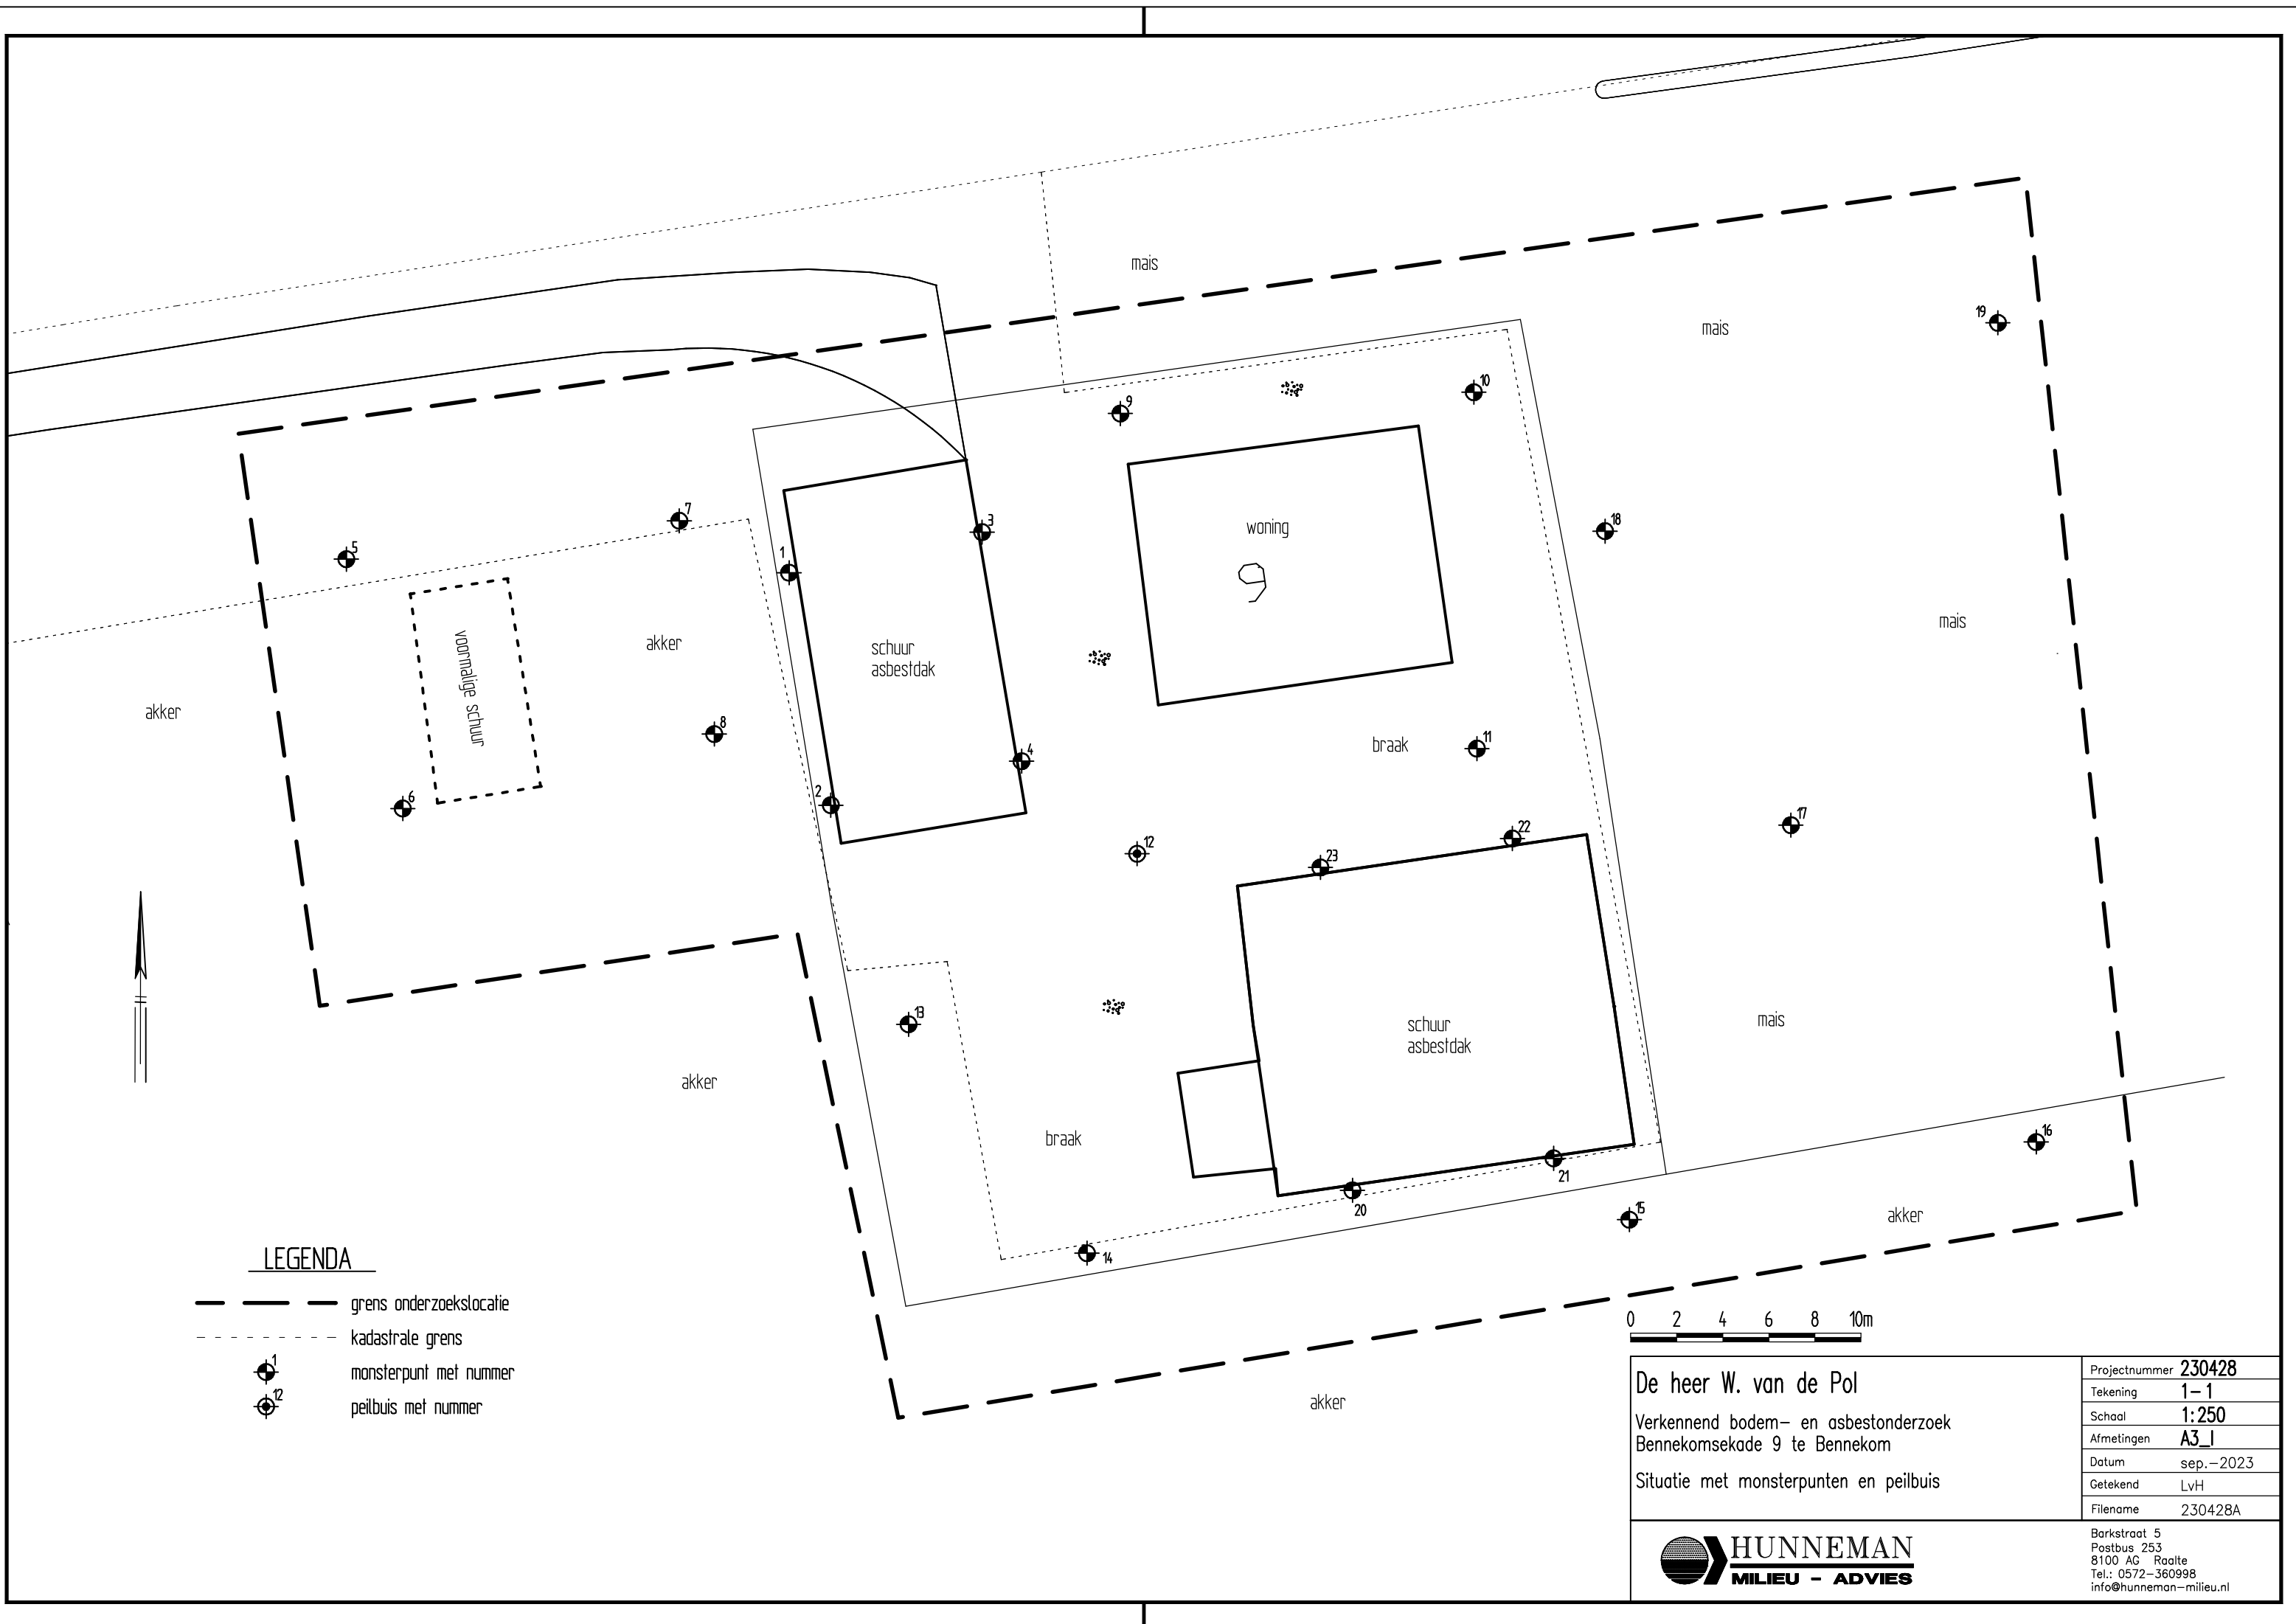 mais
mais
19
10
9
7
3
18
woning
5
1
9
mais
akker
schuur
asbestdak
voormalige schuur
akker
8
braak
11
4
2
6
17
22
12
23
13
schuur
asbestdak
mais
akker
braak
16
21
20
15
akker
14
LEGENDA
grens onderzoekslocatie
kadastrale grens
1
monsterpunt met nummer
12
peilbuis met nummer
akker
0 2 4 6 8 10m
De heer W. van de Pol
Verkennend bodem- en asbestonderzoek
Bennekomsekade 9 te Bennekom
Situatie met monsterpunten en peilbuis
Projectnummer 230428
Tekening 1-1
Schaal 1:250
Afmetingen A3_l
Datum sep.-2023
Getekend LvH
Filename 230428A
HUNNEMAN
MILIEU - ADVIES
Barkstraat 5
Postbus 253
8100 AG Raalte
Tel.: 0572-360998
info@hunneman-milieu.nl